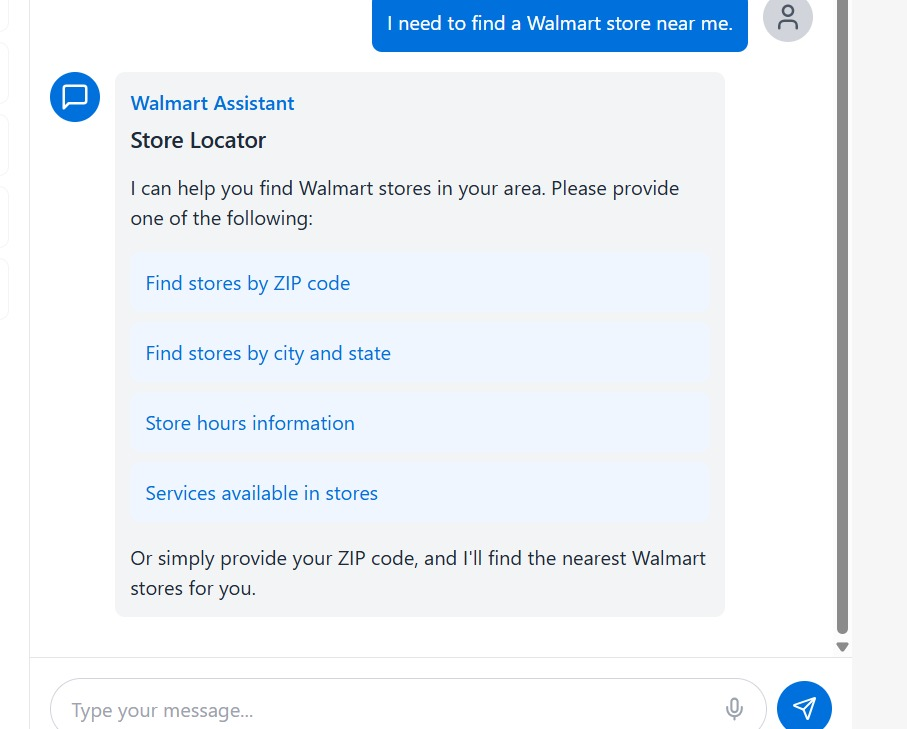 I need to find a Walmart store near me.
Walmart Assistant
Store Locator
I can help you find Walmart stores in your area. Please provide
one of the following:
Find stores by ZIP code
Find stores by city and state
Store hours information
Services available in stores
Or simply provide your ZIP code, and I'll find the nearest Walmart
stores for you.
Type your message...